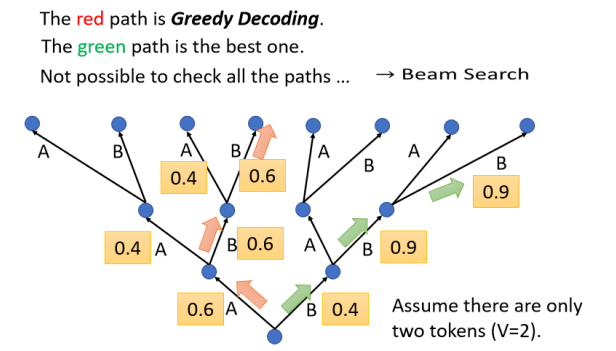 The red path is Greedy Decoding.
The green path is the best one.
Not possible to check all the paths ... → Beam Search
A B A B A B A B
0.4 0.6 0.9
0.4 A B 0.6 A B 0.9
0.6 A B 0.4
Assume there are only
two tokens (V=2).